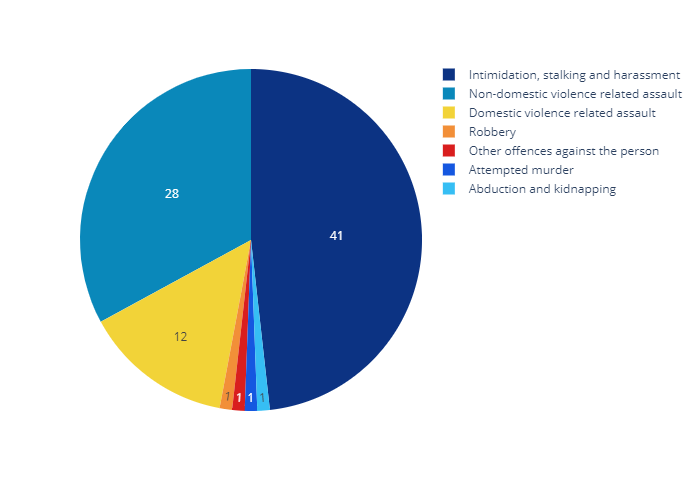 Intimidation, stalking and harassment
Non-domestic violence related assault
Domestic violence related assault
Robbery
Other offences against the person
Attempted murder
Abduction and kidnapping
28
41
12
1 1 1 1